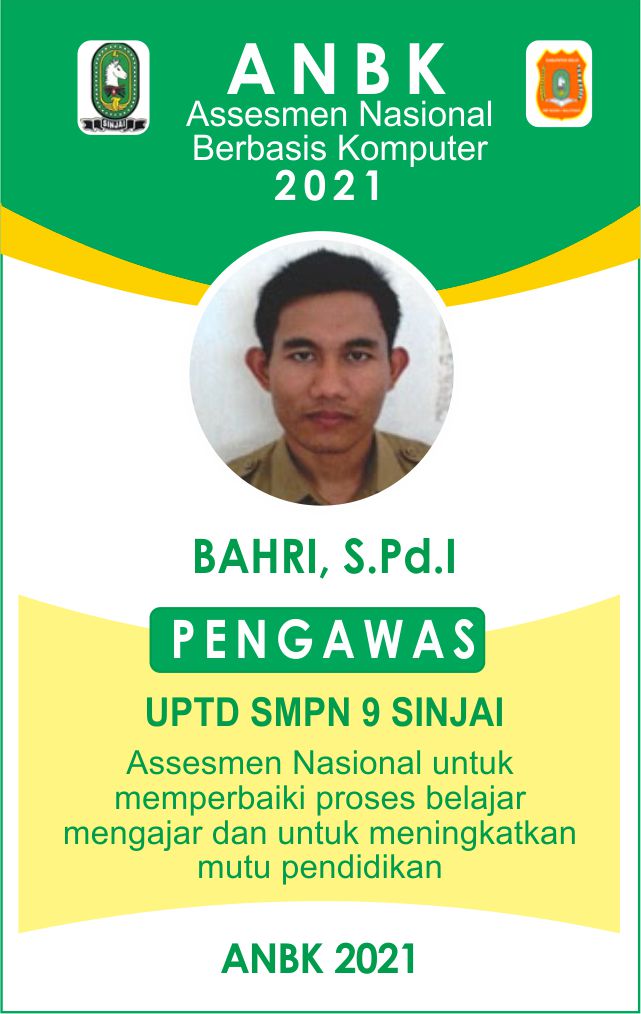 ANBK
Assesmen Nasional
Berbasis Komputer
2021
SINJAI
BAHRI, S.Pd.I
PENGAWAS
UPTD SMPN 9 SINJAI
Assesmen Nasional untuk
memperbaiki proses belajar
mengajar dan untuk meningkatkan
mutu pendidikan
ANBK 2021